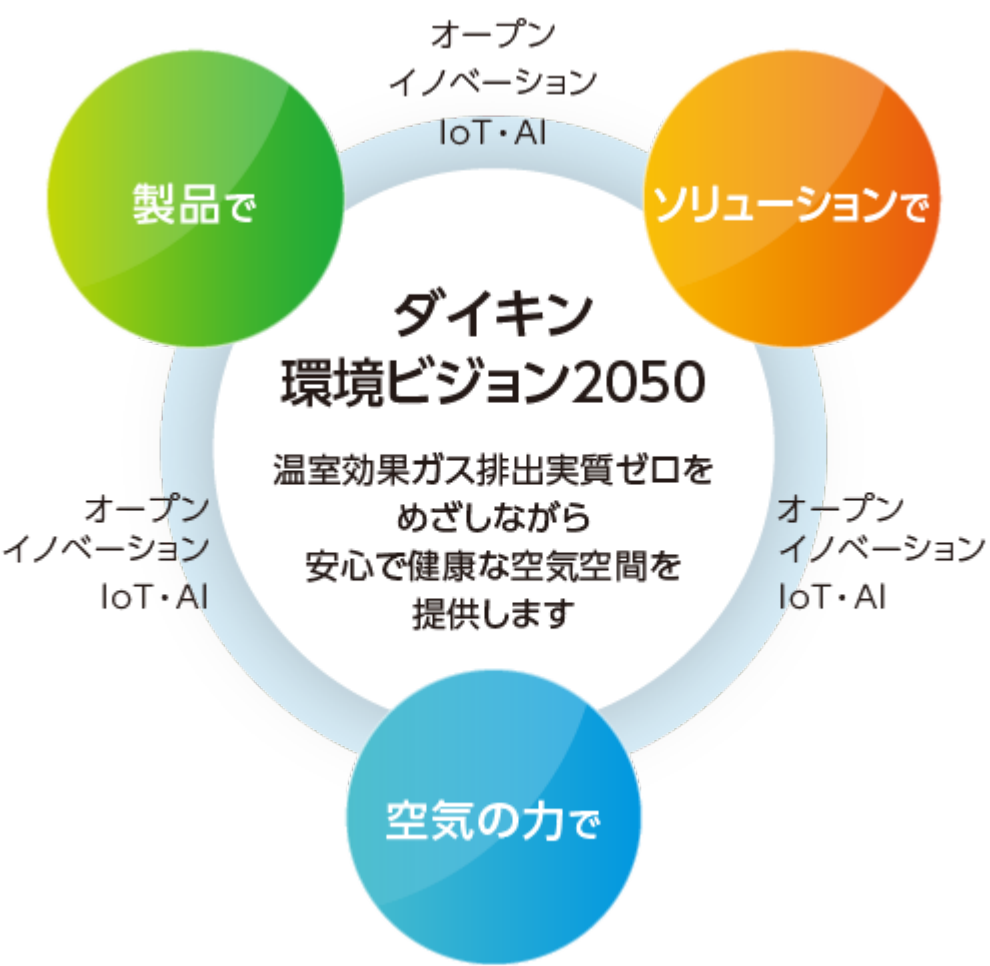 オープン
イノベーション
IoT・AI
製品で
ソリューションで
ダイキン
環境ビジョン2050
温室効果ガス排出実質ゼロを
めざしながら
安心で健康な空気空間を
提供します
オープン
イノベーション
IoT・AI
オープン
イノベーション
IoT・AI
空気の力で